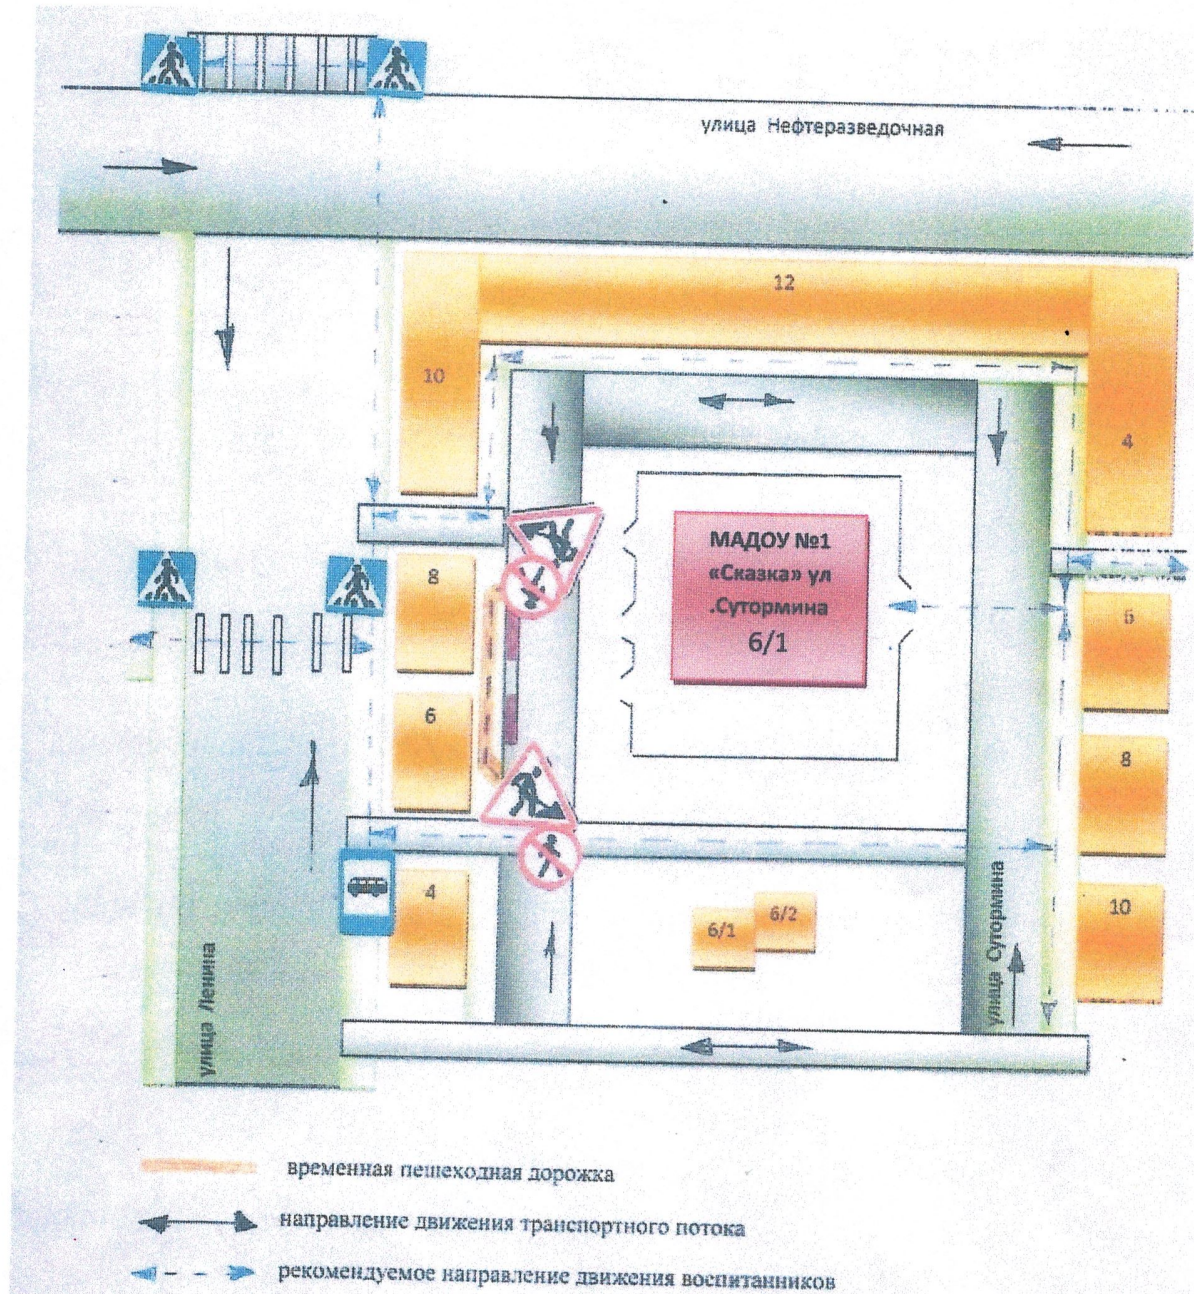 улица Нефтеразведочная
12
10
4
МАДОУ №1
«Сказка» ул
.Сутормина
6/1
8
5
6
8
4
6/1
6/2
10
улица Ленина
улица Сутормина
временная пешеходная дорожка
направление движения транспортного потока
рекомендуемое направление движения воспитанников